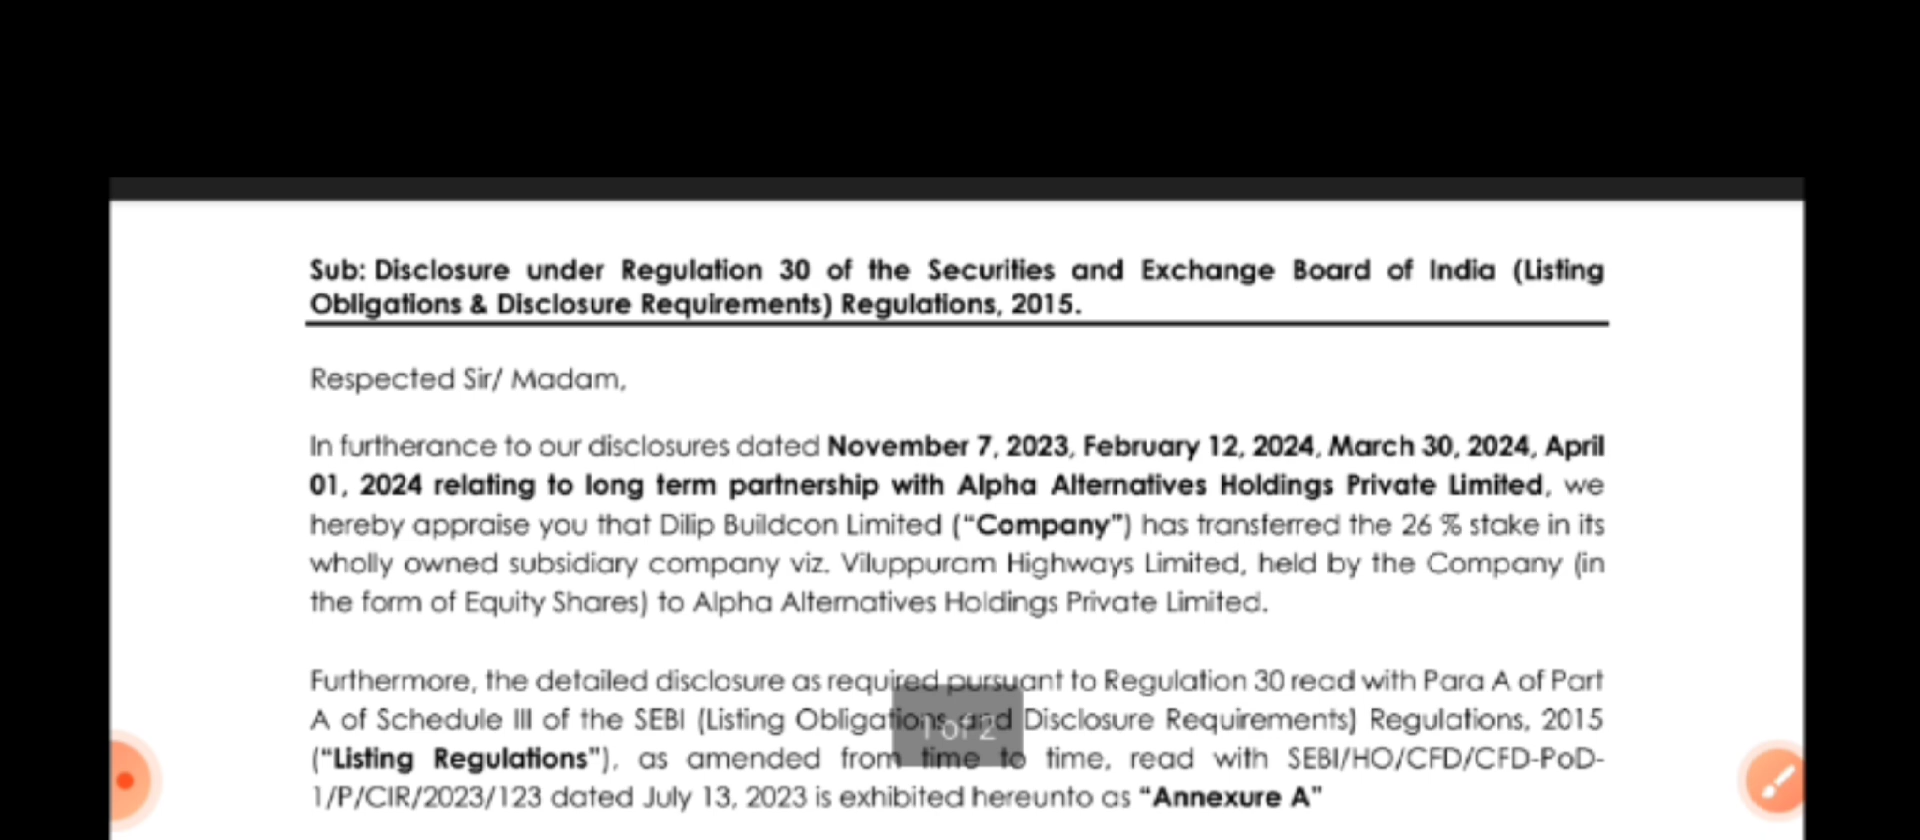 Sub: Disclosure under Regulation 30 of the Securities and Exchange Board of India (Listing
Obligations & Disclosure Requirements) Regulations, 2015.
Respected Sir/ Madam,
In furtherance to our disclosures dated November 7, 2023, February 12, 2024, March 30, 2024, April
01, 2024 relating to long term partnership with Alpha Alternatives Holdings Private Limited, we
hereby appraise you that Dilip Buildcon Limited (“Company”) has transferred the 26 % stake in its
wholly owned subsidiary company viz. Viluppuram Highways Limited, held by the Company (in
the form of Equity Shares) to Alpha Alternatives Holdings Private Limited.
Furthermore, the detailed disclosure as required pursuant to Regulation 30 read with Para A of Part
A of Schedule III of the SEBI (Listing Obligations and Disclosure Requirements) Regulations, 2015
(“Listing Regulations”), as amended from time to time, read with SEBI/HO/CFD/CFD-PoD-
1/P/CIR/2023/123 dated July 13, 2023 is exhibited hereunto as “Annexure A”
1 of 2